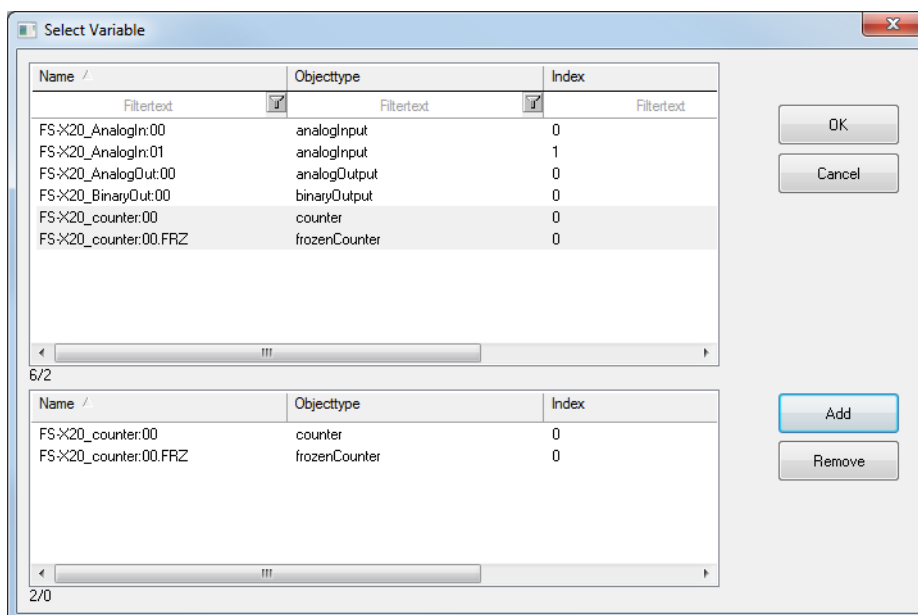 Select Variable
Name Objecttype Index
Filtertext Filtertext Filtertext
FS-X20_AnalogIn:00 analogInput 0
FS-X20_AnalogIn:01 analogInput 1
FS-X20_AnalogOut:00 analogOutput 0
FS-X20_BinaryOut:00 binaryOutput 0
FS-X20_counter:00 counter 0
FS-X20_counter:00.FRZ frozenCounter 0
6/2
OK
Cancel
Name Objecttype Index
FS-X20_counter:00 counter 0
FS-X20_counter:00.FRZ frozenCounter 0
2/0
Add
Remove